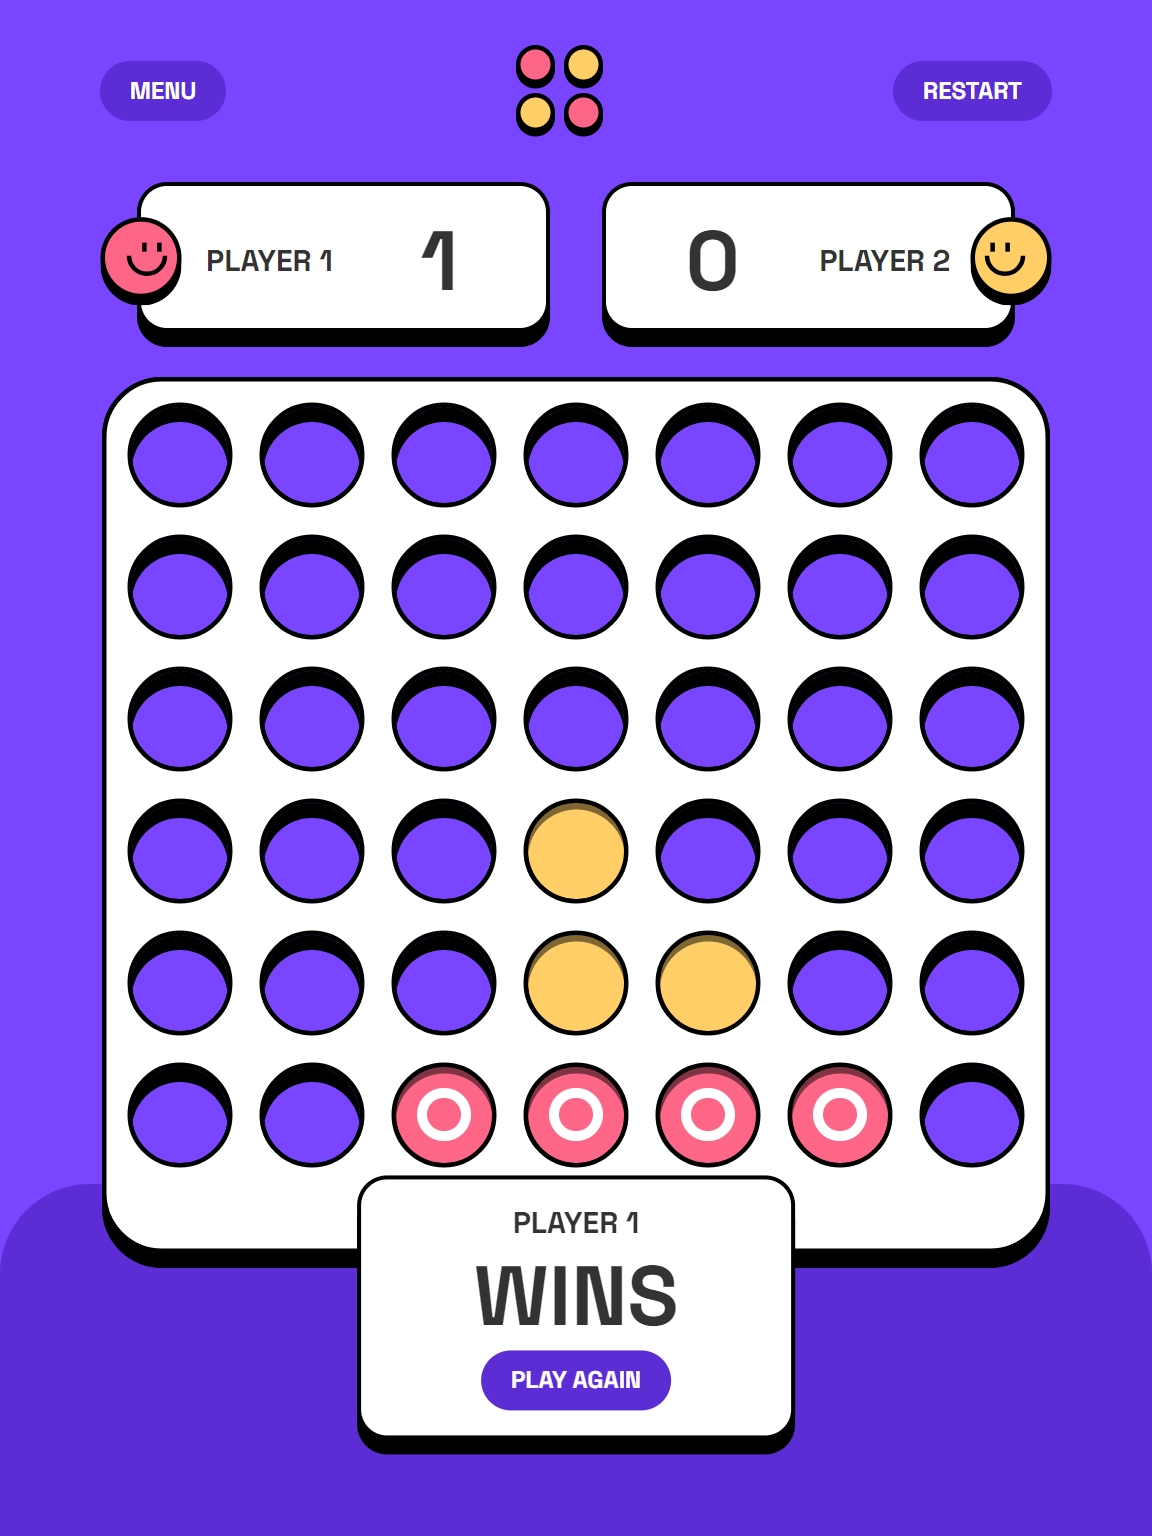 MENU
RESTART
PLAYER 1
1
0
PLAYER 2
PLAYER 1
WINS
PLAY AGAIN